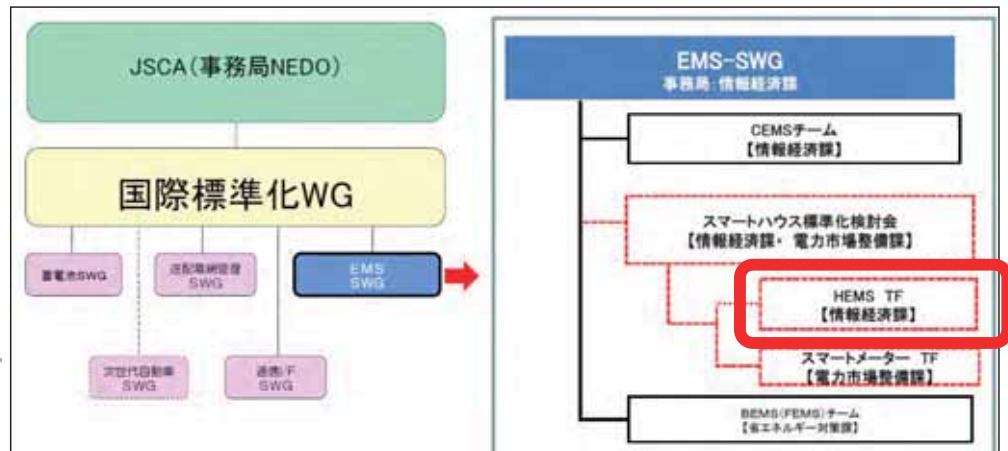 JSCA(事務局NEDO)
国際標準化WG
蓄電池SWG
送配電網管理
SWG
EMS
SWG
次世代自動車
SWG
通信I/F
SWG
EMS-SWG
事務局:情報経済課
CEMSチーム
【情報経済課】
スマートハウス標準化検討会
【情報経済課・電力市場整備課】
HEMS TF
【情報経済課】
スマートメーター TF
【電力市場整備課】
BEMS(FEMS)チーム
【省エネルギー対策課】